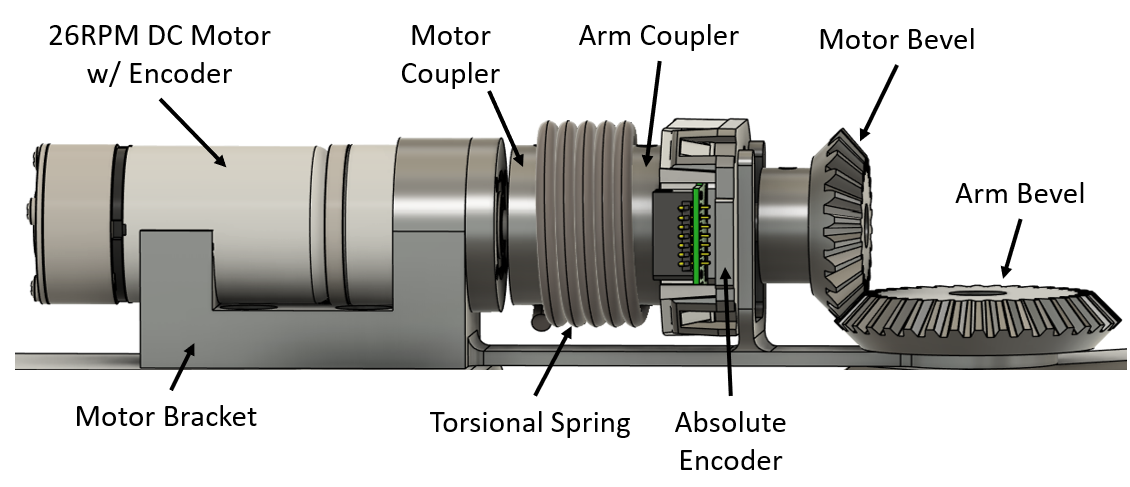 26RPM DC Motor
w/ Encoder
Motor
Coupler
Arm Coupler
Motor Bevel
Arm Bevel
Motor Bracket
Torsional Spring
Absolute
Encoder